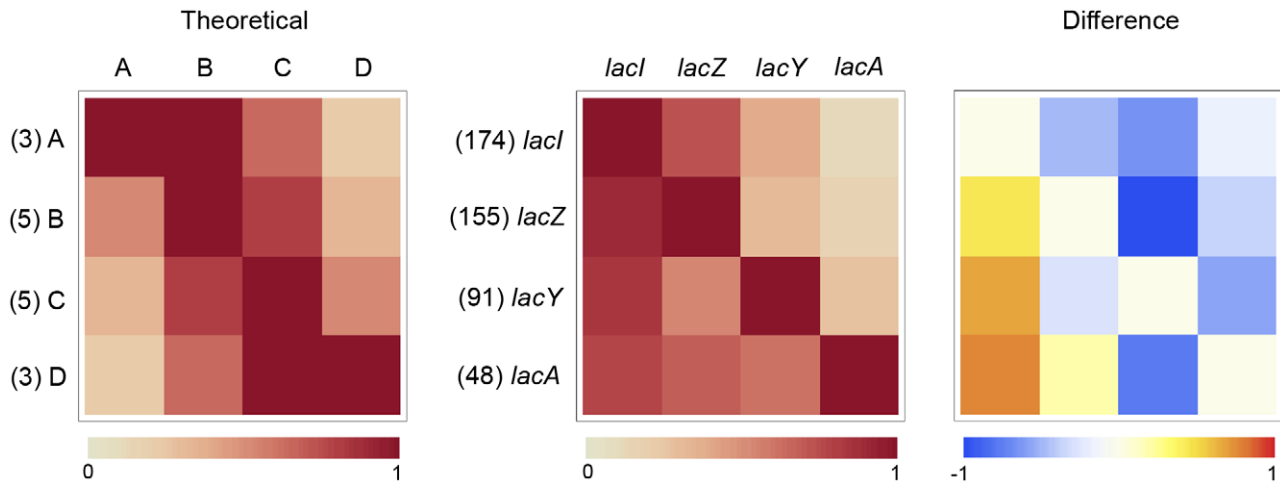 Theoretical
Difference
A B C D
lacI lacZ lacY lacA
(3) A
(174) lacI
(5) B
(155) lacZ
(5) C
(91) lacY
(3) D
(48) lacA
0 1
0 1
-1 1